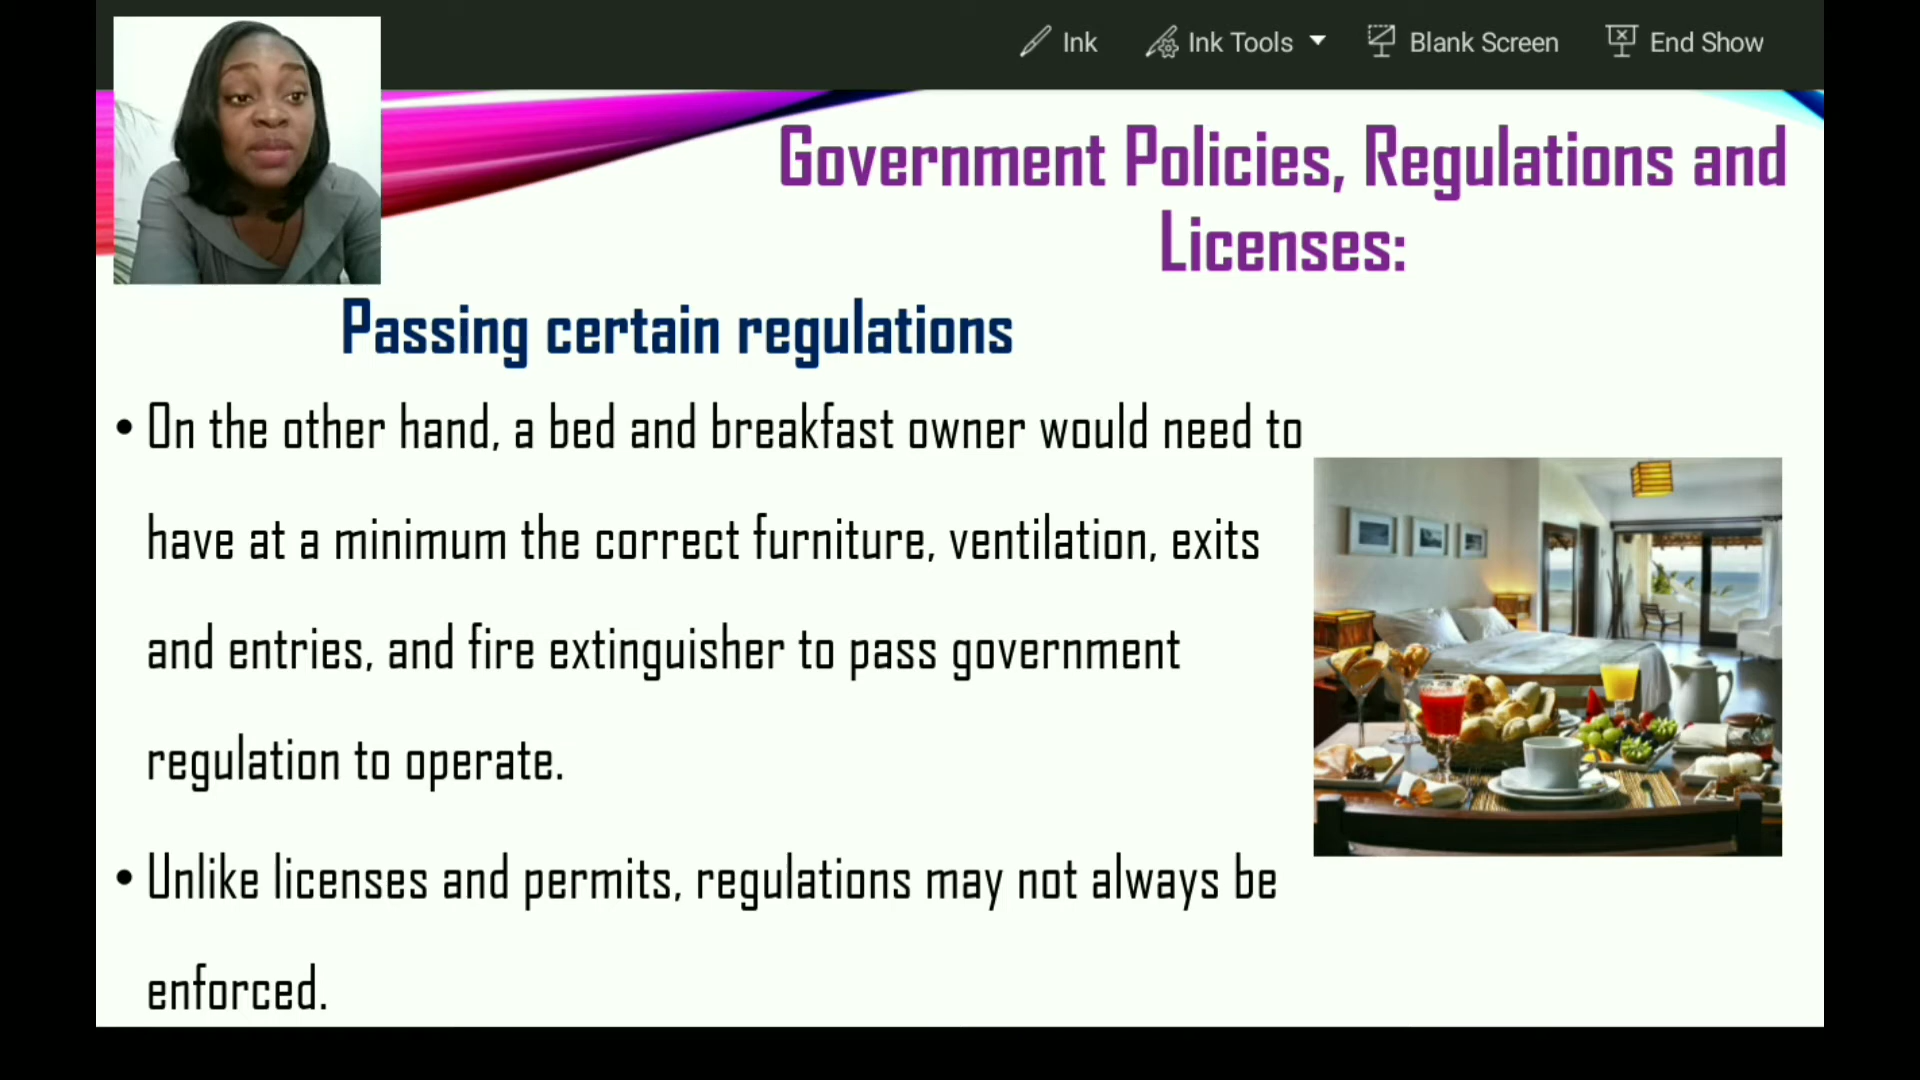 Ink
Ink Tools
Blank Screen
End Show
Government Policies, Regulations and
Licenses:
Passing certain regulations
• On the other hand, a bed and breakfast owner would need to
have at a minimum the correct furniture, ventilation, exits
and entries, and fire extinguisher to pass government
regulation to operate.
• Unlike licenses and permits, regulations may not always be
enforced.